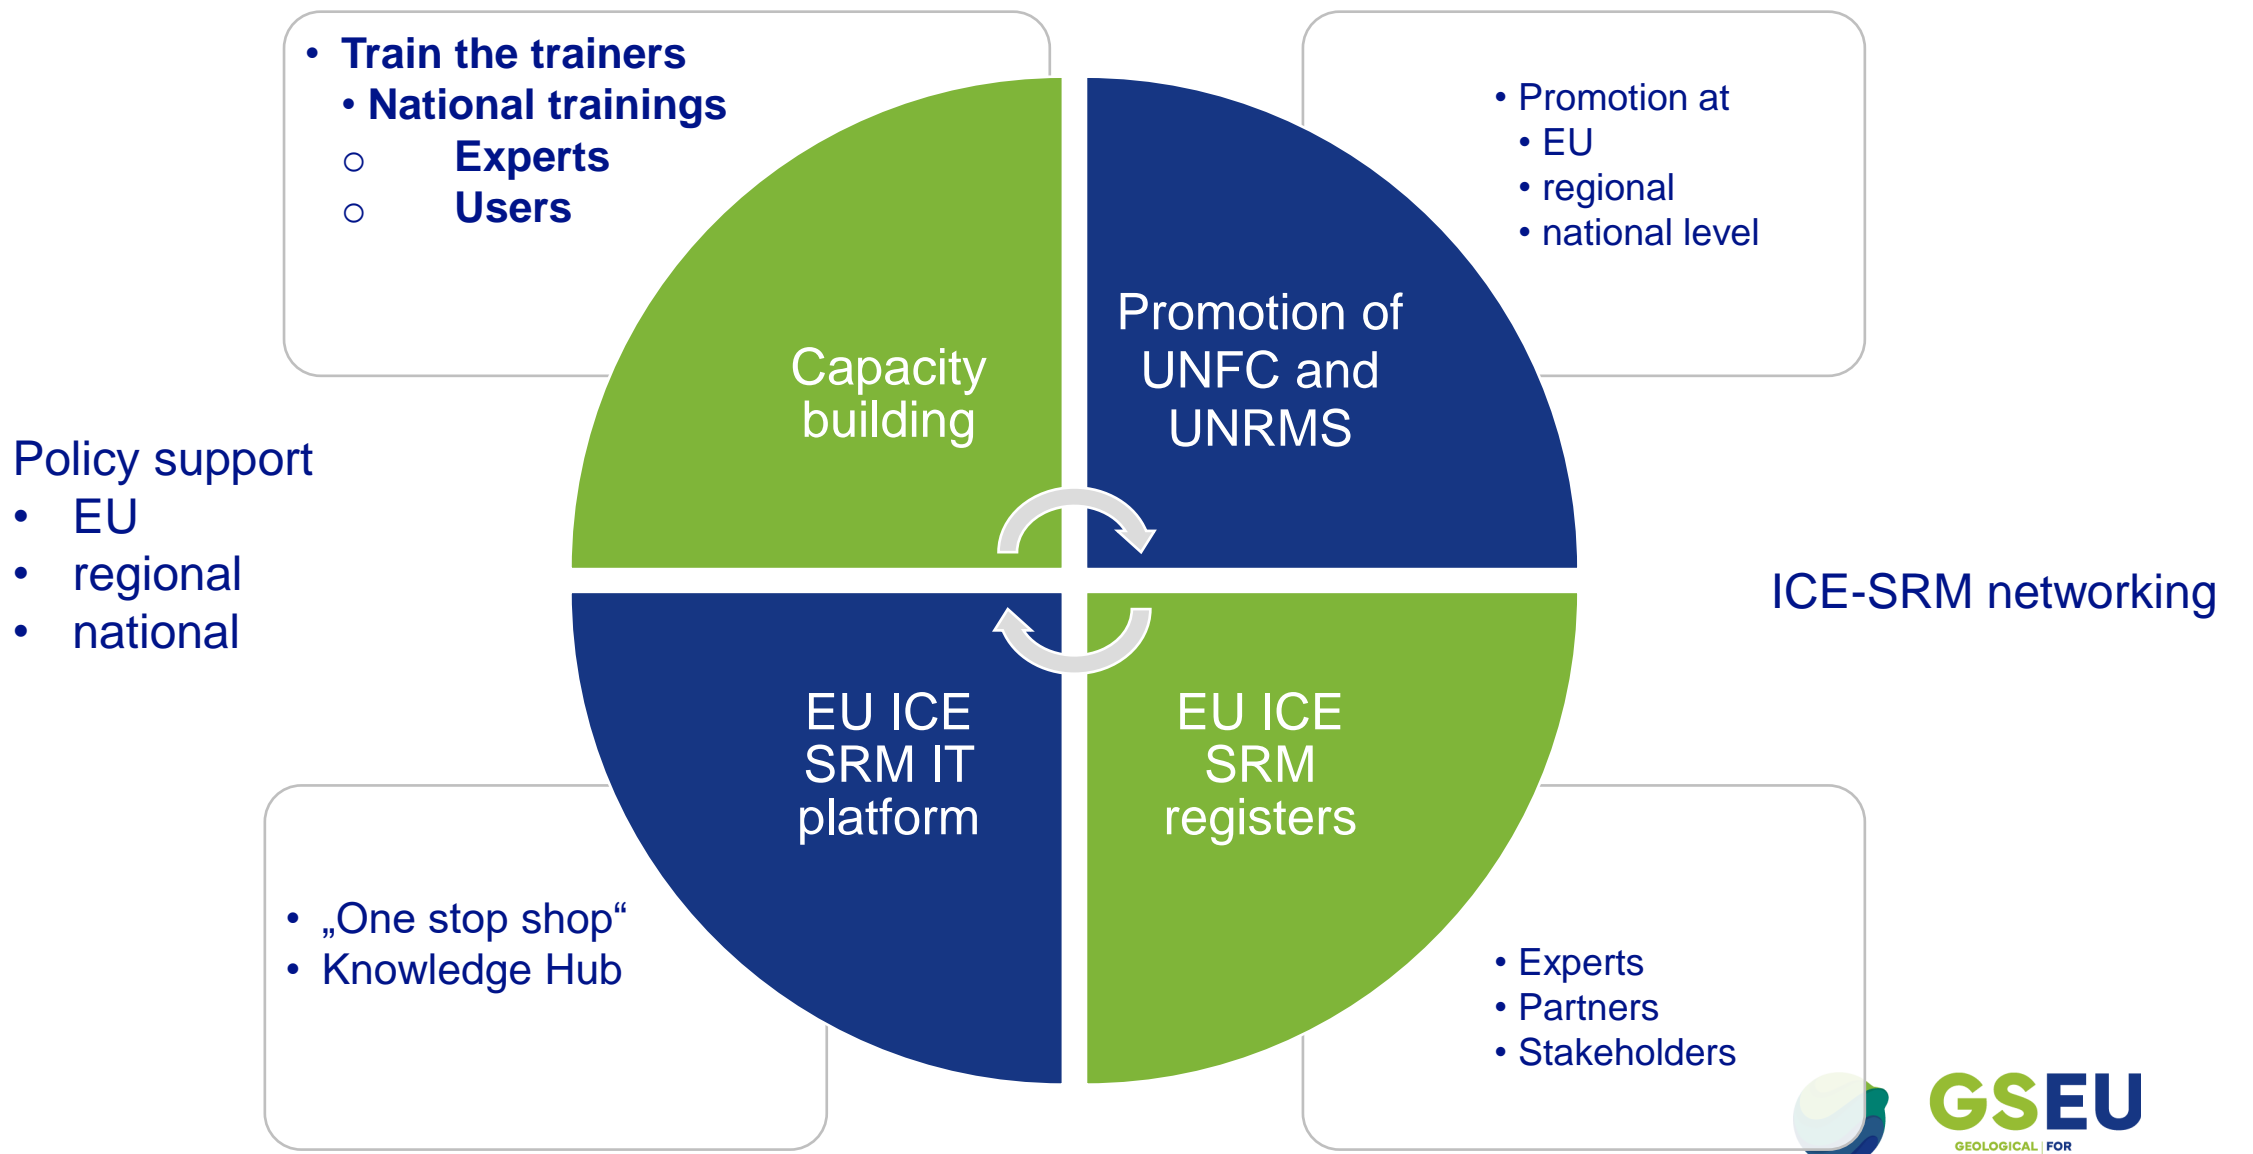 • Train the trainers
• National trainings
o Experts
o Users
• Promotion at
• EU
• regional
• national level
Capacity
building
Promotion of
UNFC and
UNRMS
Policy support
• EU
• regional
• national
ICE-SRM networking
EU ICE
SRM IT
platform
EU ICE
SRM
registers
• „One stop shop“
• Knowledge Hub
• Experts
• Partners
• Stakeholders
GSEU
GEOLOGICAL | FOR